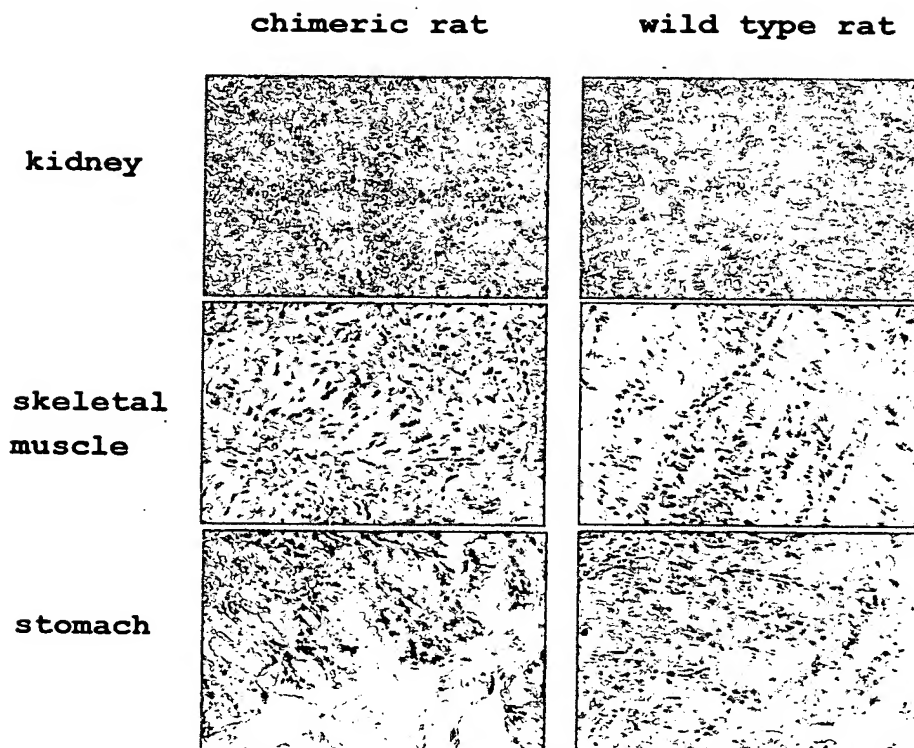 chimeric rat wild type rat
kidney
skeletal
muscle
stomach